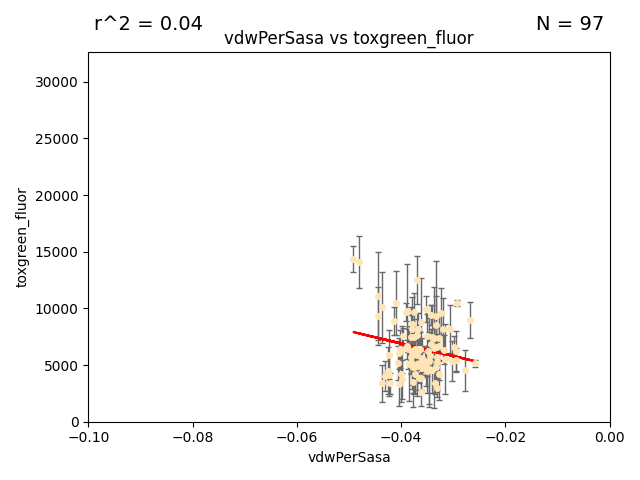 r^2 = 0.04
N = 97
vdwPerSasa vs toxgreen_fluor
30000
25000
20000
15000
10000
5000
0
toxgreen_fluor
−0.10
−0.08
−0.06
−0.04
−0.02
0.00
vdwPerSasa